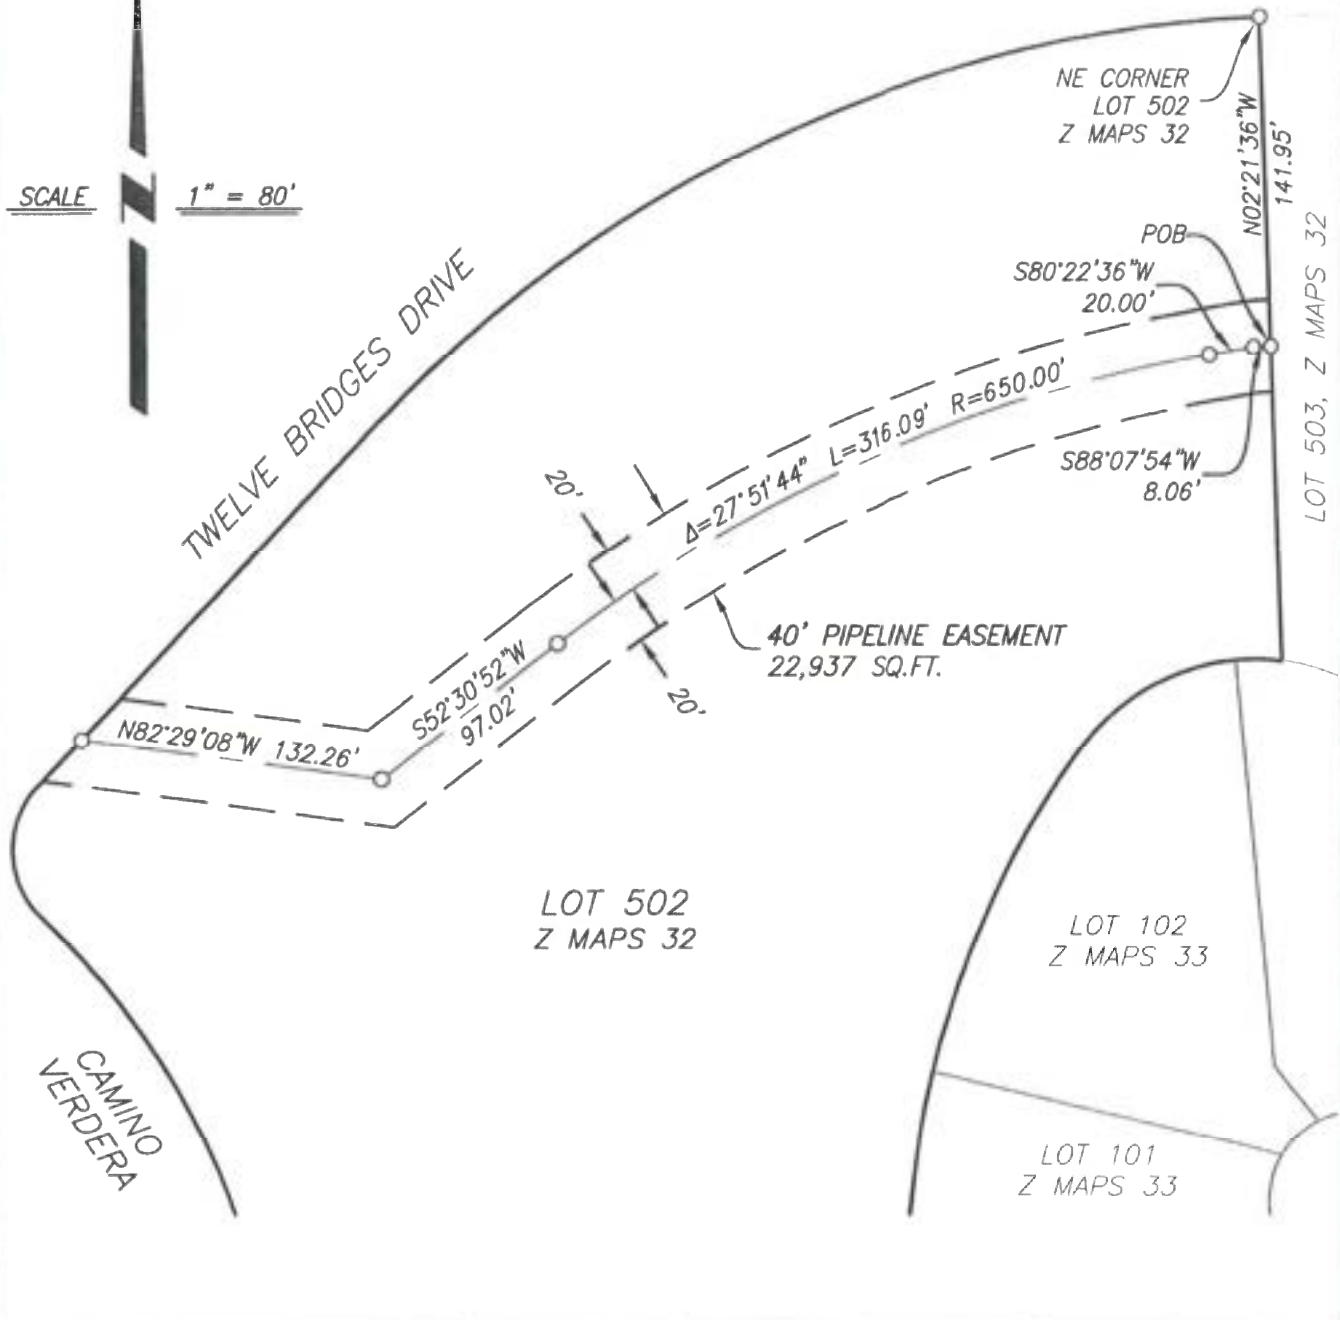 NE CORNER
LOT 502
Z MAPS 32
N02°21'36"W
141.95'
SCALE 1" = 80'
N
POB
S80°22'36"W
20.00'
LOT 503, Z MAPS 32
TWELVE BRIDGES DRIVE
Δ=27°51'44" L=316.09' R=650.00'
S88°07'54"W
8.06'
20'
40' PIPELINE EASEMENT
22,937 SQ.FT.
20'
S52°30'52"W
97.02'
N82°29'08"W 132.26'
LOT 502
Z MAPS 32
LOT 102
Z MAPS 33
CAMINO
VERDERA
LOT 101
Z MAPS 33